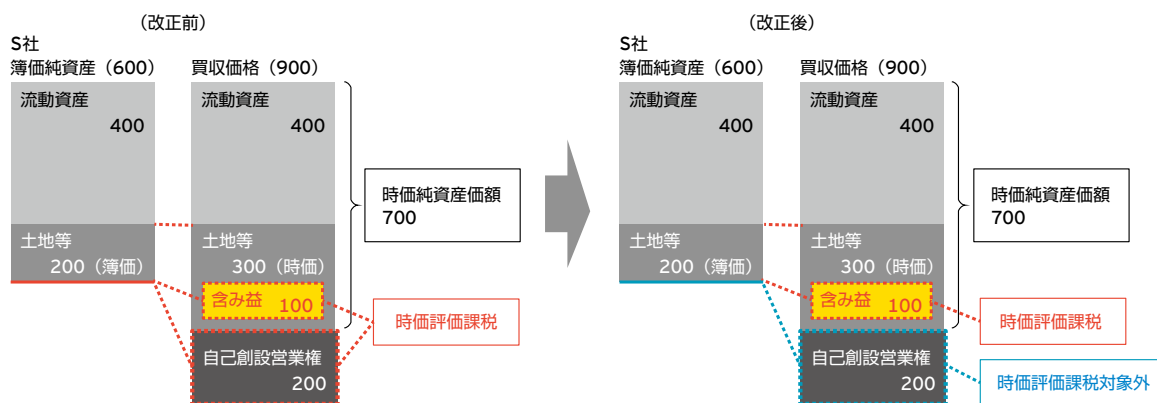 （改正前）
S社
簿価純資産（600）
買収価格（900）
流動資産
400
流動資産
400
時価純資産価額
700
土地等
200（簿価）
土地等
300（時価）
含み益 100
時価評価課税
自己創設営業権
200
（改正後）
S社
簿価純資産（600）
買収価格（900）
流動資産
400
流動資産
400
時価純資産価額
700
土地等
200（簿価）
土地等
300（時価）
含み益 100
時価評価課税
自己創設営業権
200
時価評価課税対象外